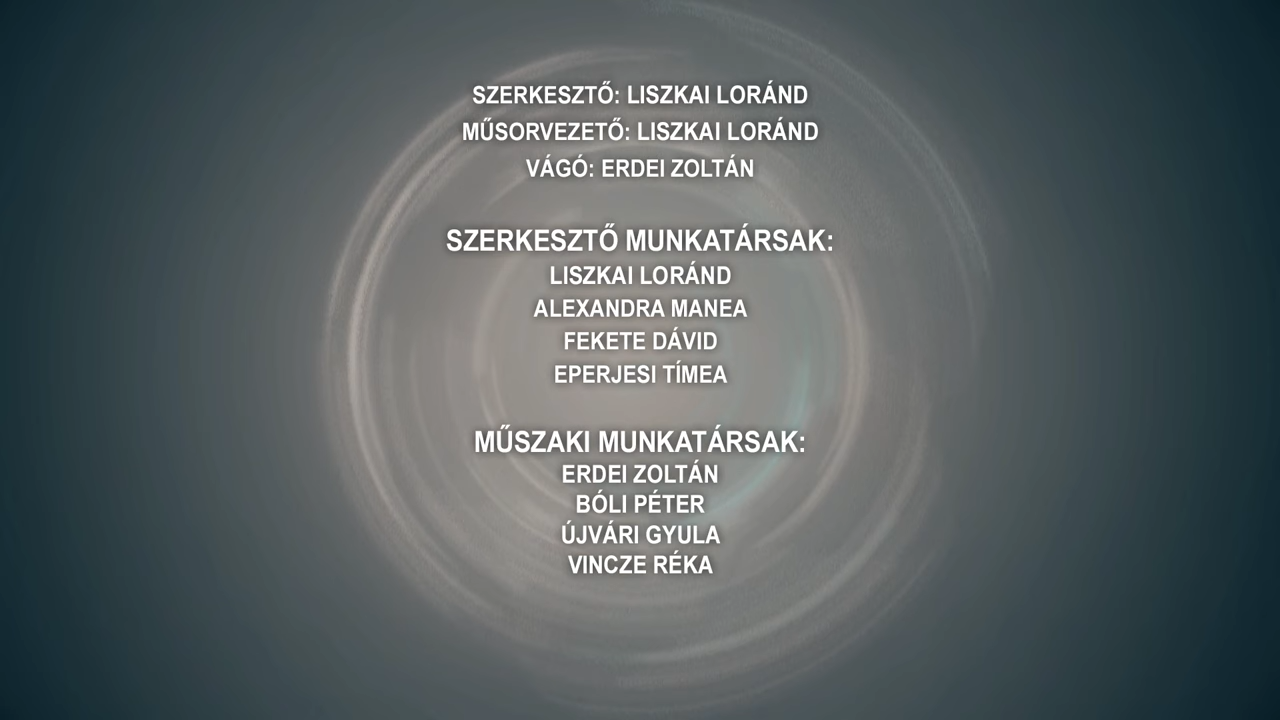 SZERKESZTŐ: LISZKAI LORÁND
MŰSORVEZETŐ: LISZKAI LORÁND
VÁGÓ: ERDEI ZOLTÁN
SZERKESZTŐ MUNKATÁRSAK:
LISZKAI LORÁND
ALEXANDRA MANEA
FEKETE DÁVID
EPERJESI TÍMEA
MŰSZAKI MUNKATÁRSAK:
ERDEI ZOLTÁN
BÓLI PÉTER
ÚJVÁRI GYULA
VINCZE RÉKA